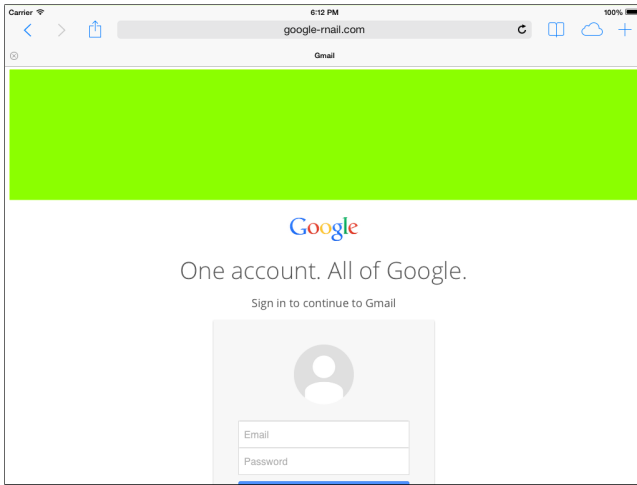 Carrier 6:12 PM 100%
google-rnail.com
Gmail
Google
One account. All of Google.
Sign in to continue to Gmail
Email
Password